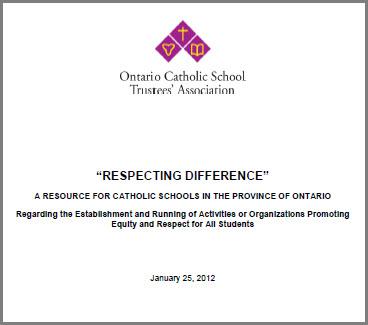 Ontario Catholic School
Trustees' Association
“RESPECTING DIFFERENCE”
A RESOURCE FOR CATHOLIC SCHOOLS IN THE PROVINCE OF ONTARIO
Regarding the Establishment and Running of Activities or Organizations Promoting
Equity and Respect for All Students
January 25, 2012